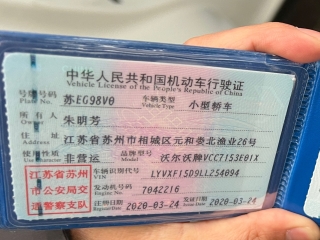 中华人民共和国机动车行驶证
Vehicle License of the People's Republic of China
号牌号码 苏EG98V0 车辆类型 小型轿车
Plate No. Vehicle Type
所有人 朱明芳
Owner
住址 江苏省苏州市相城区元和娄北渔业26号
使用性质 非营运 品牌型号 沃尔沃牌VCC7153E01X
江苏省苏州市公安局交通警察支队
车辆识别代号 LYVXFI5D9LL254094
VIN
发动机号码 7042216
注册日期 2020-03-24 发证日期 2020-03-24